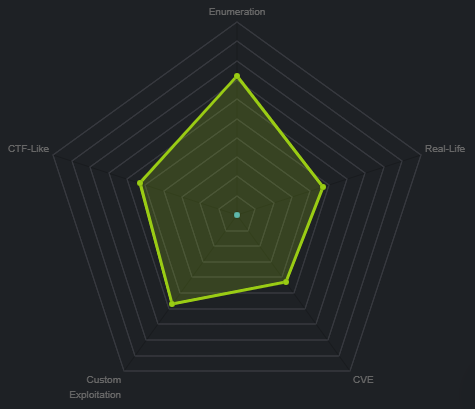 Enumeration
CTF-Like
Real-Life
Custom
Exploitation
CVE